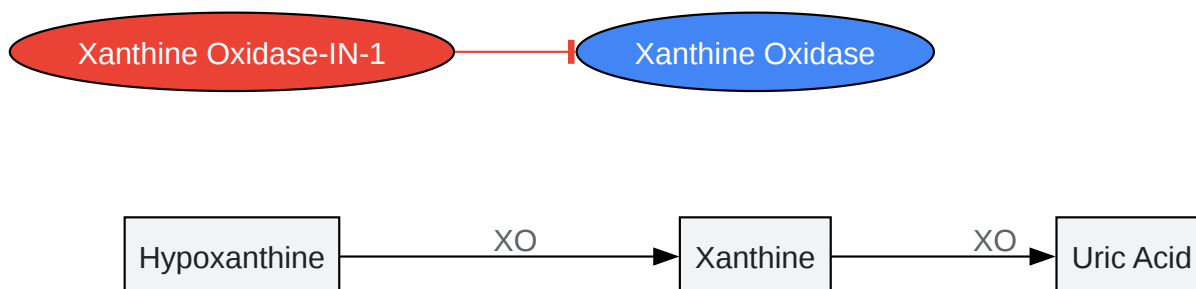 Xanthine Oxidase-IN-1
Xanthine Oxidase
XO
XO
Hypoxanthine
Xanthine
Uric Acid